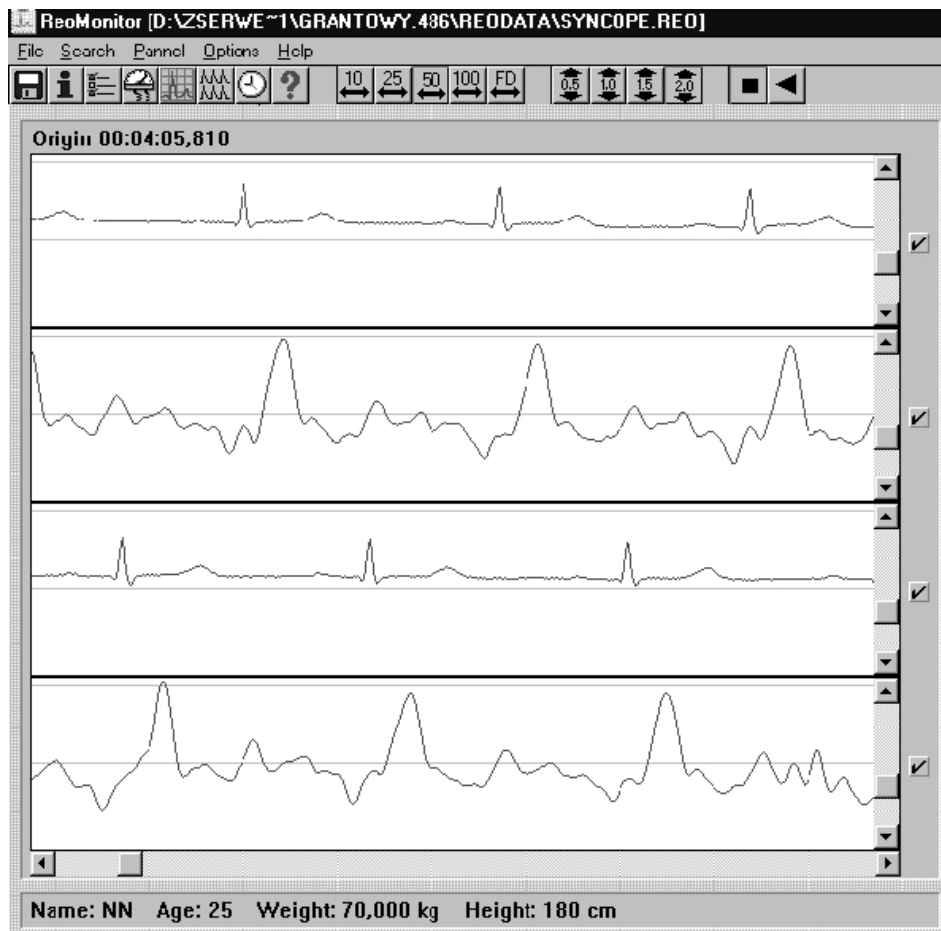 ReoMonitor [D:\ZSERWE~1\GRANTOWY.486\REODATA\SYNCOPE.REO]
File Search Pannel Options Help
10 25 50 100 FD 0.5 1.0 1.5 2.0
Origin 00:04:05,810
Name: NN Age: 25 Weight: 70,000 kg Height: 180 cm